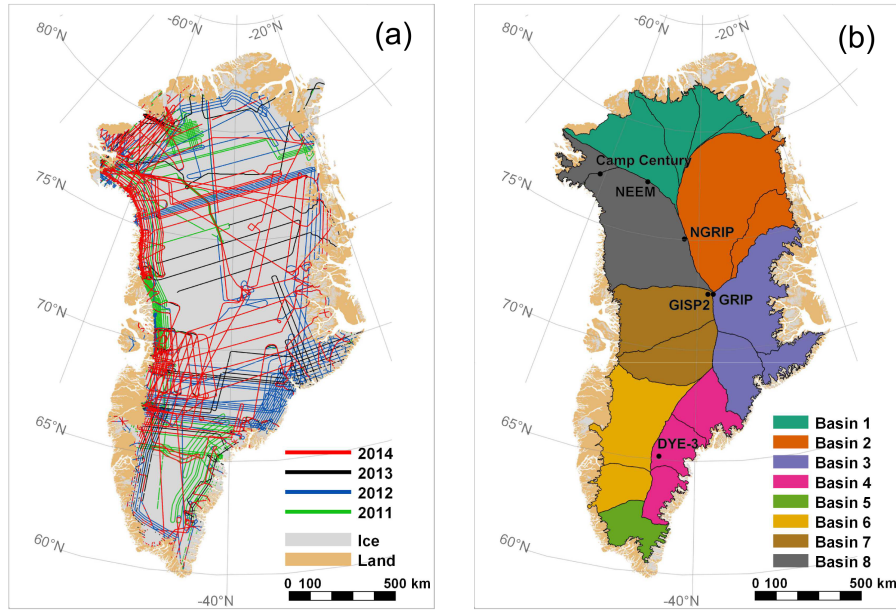 -60°N
-20°N
(a)
80°N
75°N
70°N
65°N
60°N
-40°N
2014
2013
2012
2011
Ice
Land
0 100 500 km
-60°N
-20°N
(b)
80°N
75°N
70°N
65°N
60°N
-40°N
Camp Century
NEEM
NGRIP
GISP2
GRIP
DYE-3
Basin 1
Basin 2
Basin 3
Basin 4
Basin 5
Basin 6
Basin 7
Basin 8
0 100 500 km